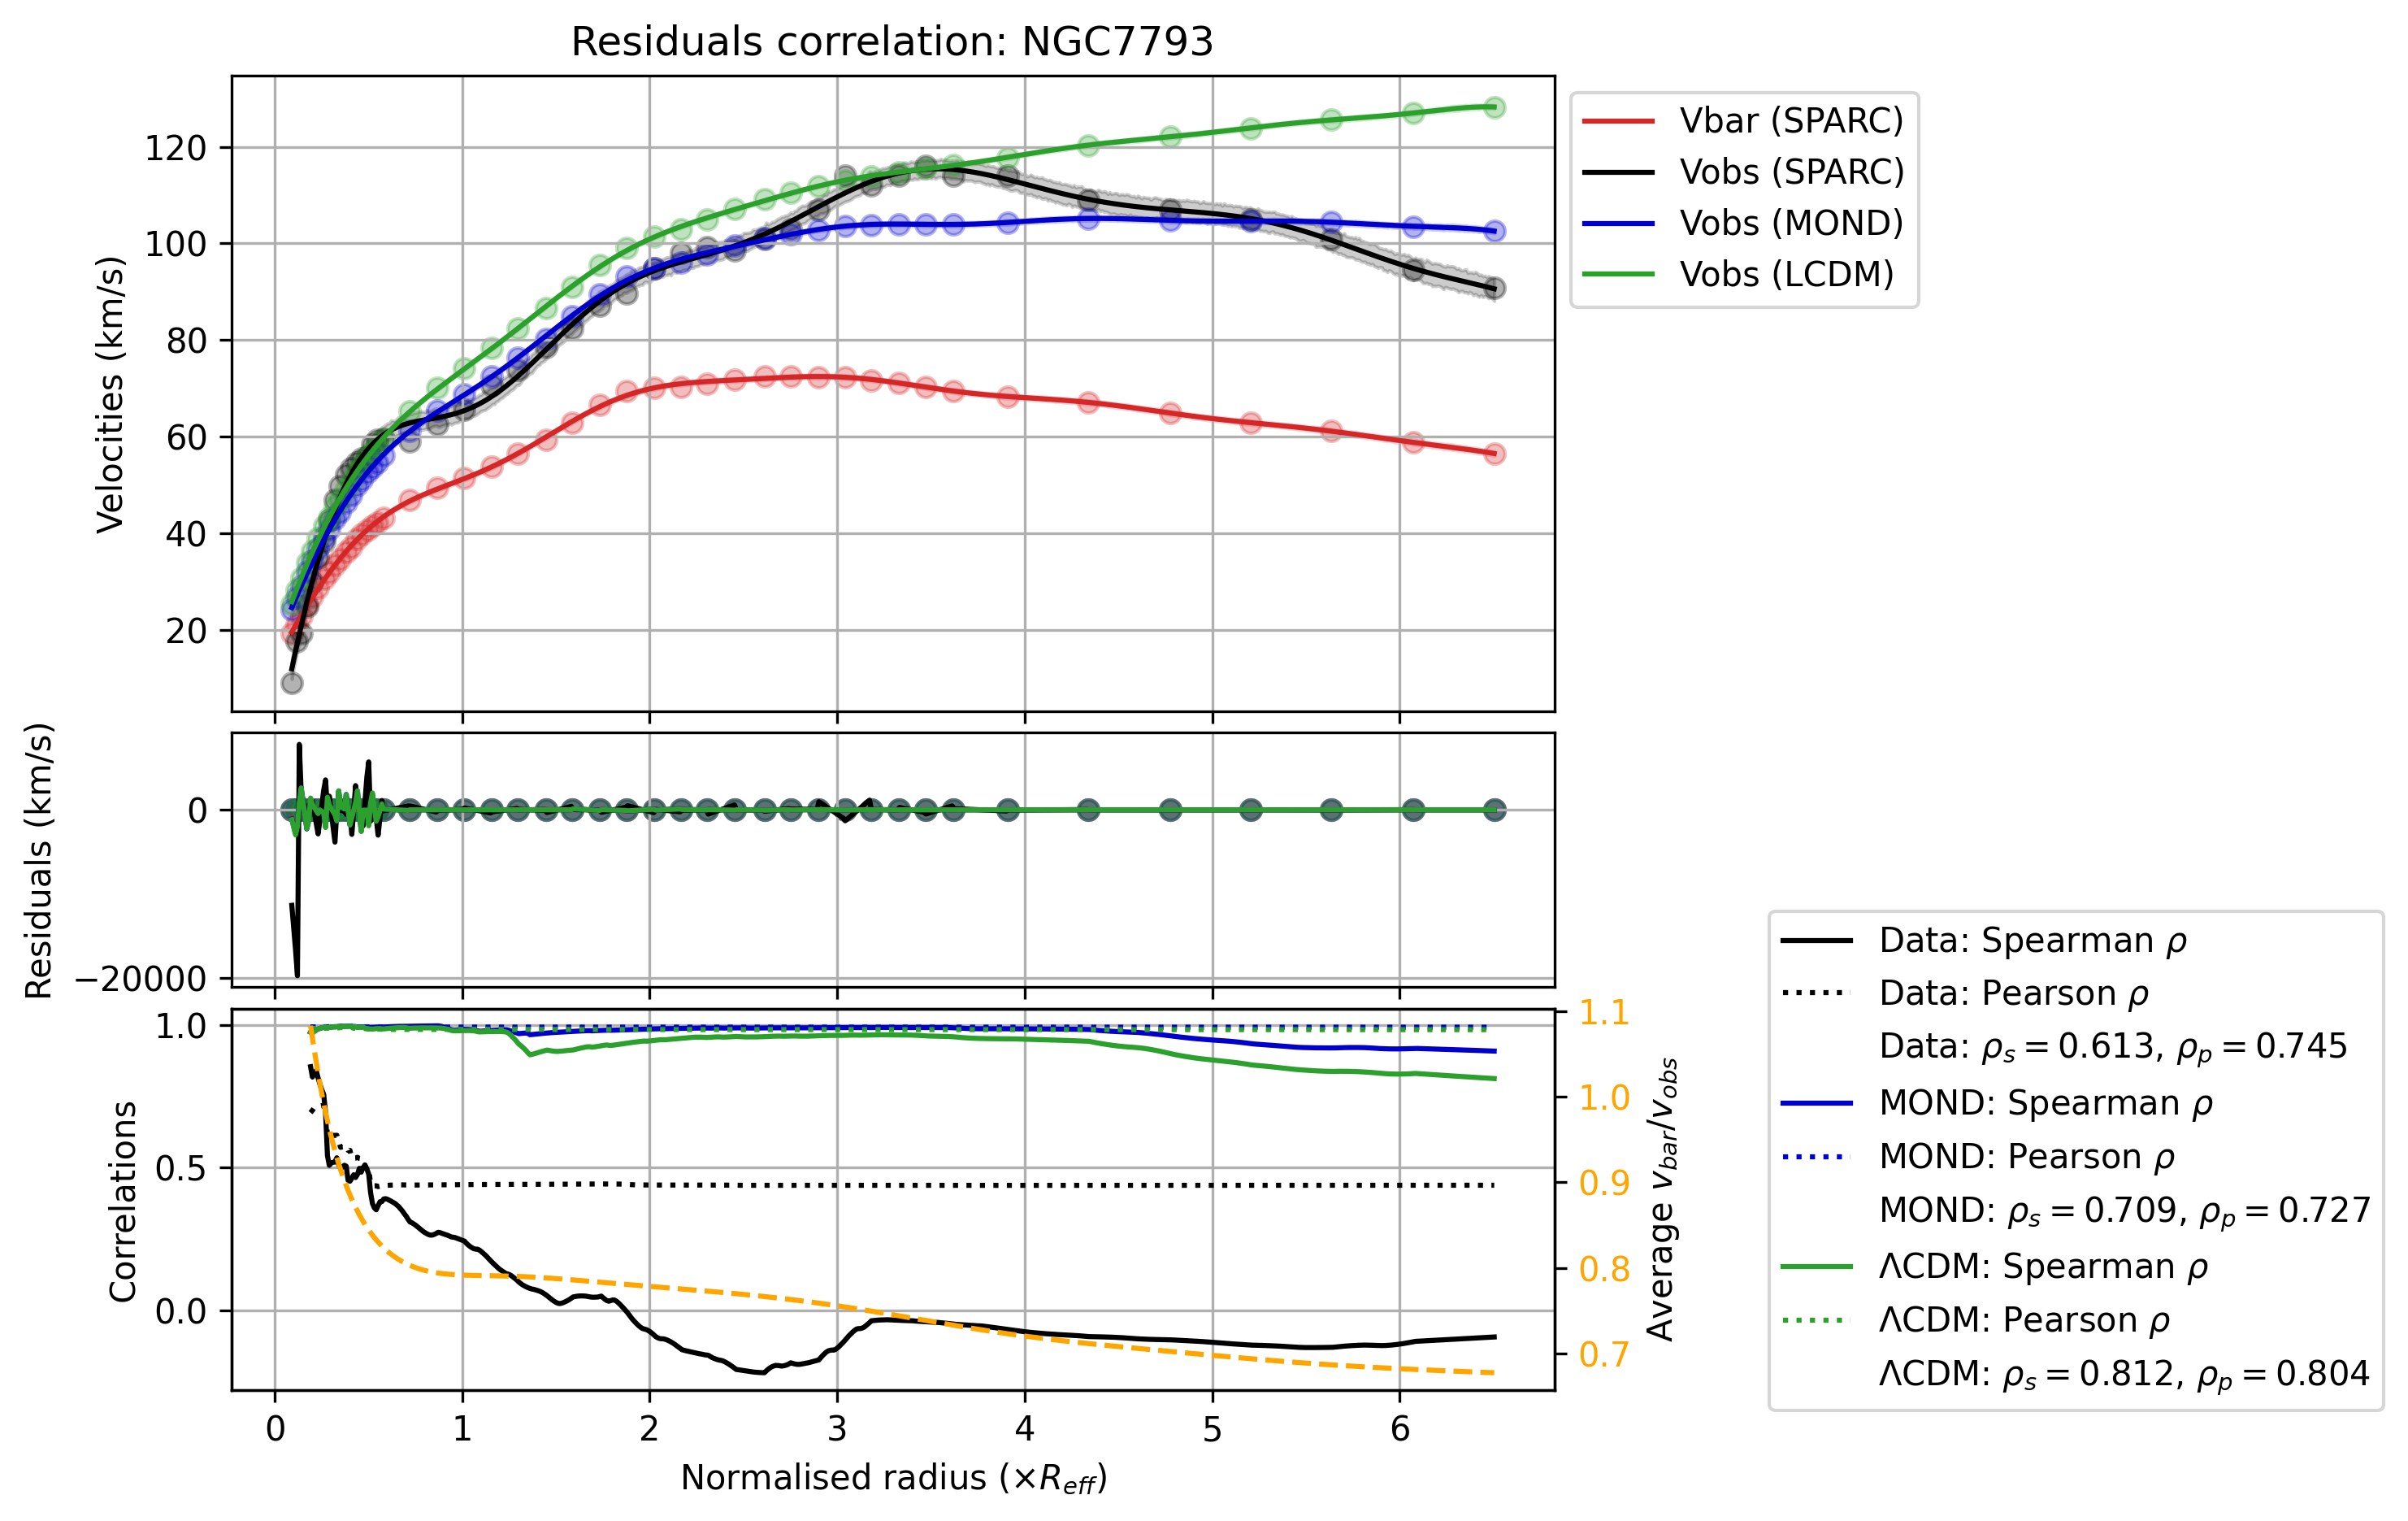 Residuals correlation: NGC7793
Velocities (km/s)
120
100
80
60
40
20
Vbar (SPARC)
Vobs (SPARC)
Vobs (MOND)
Vobs (LCDM)
Residuals (km/s)
0
−20000
Correlations
1.0
0.5
0.0
1.1
1.0
0.9
0.8
0.7
Average v_bar/v_obs
0 1 2 3 4 5 6
Normalised radius (×R_eff)
Data: Spearman ρ
Data: Pearson ρ
Data: ρ_s = 0.613, ρ_p = 0.745
MOND: Spearman ρ
MOND: Pearson ρ
MOND: ρ_s = 0.709, ρ_p = 0.727
ΛCDM: Spearman ρ
ΛCDM: Pearson ρ
ΛCDM: ρ_s = 0.812, ρ_p = 0.804